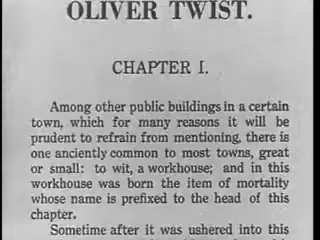 OLIVER TWIST.
CHAPTER I.
Among other public buildings in a certain
town, which for many reasons it will be
prudent to refrain from mentioning, there is
one anciently common to most towns, great
or small: to wit, a workhouse; and in this
workhouse was born the item of mortality
whose name is prefixed to the head of this
chapter.
Sometime after it was ushered into this